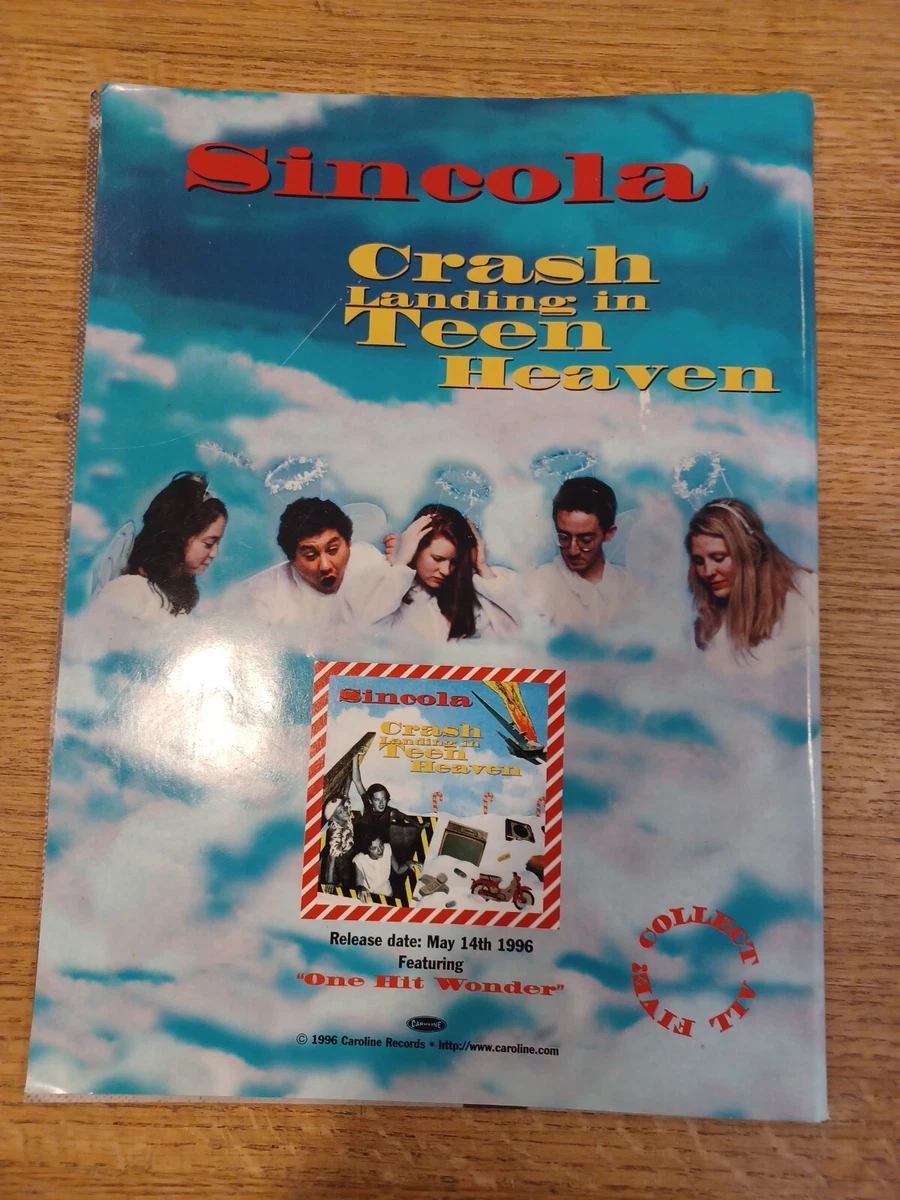 Sincola
Crash
Landing in
Teen
Heaven
Sincola
Crash
Landing in
Teen
Heaven
Release date: May 14th 1996
Featuring
"One Hit Wonder"
COLLECT ALL FIVE!
CAROLINE
© 1996 Caroline Records • http://www.caroline.com